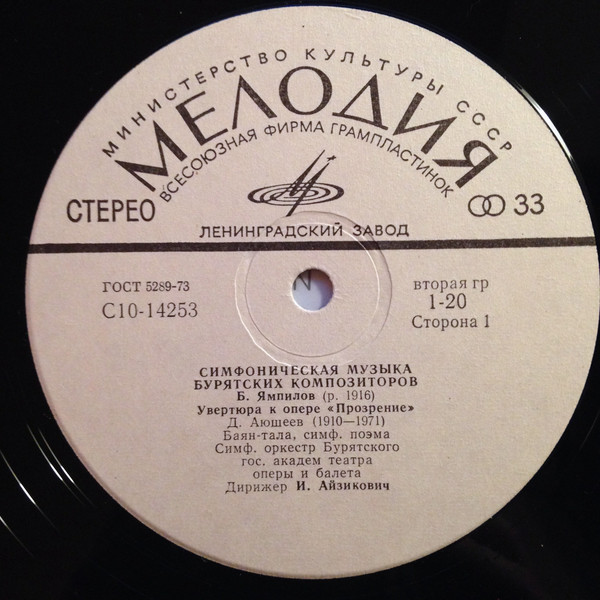 МИНИСТЕРСТВО КУЛЬТУРЫ СССР
МЕЛОДИЯ
ВСЕСОЮЗНАЯ ФИРМА ГРАМПЛАСТИНОК
СТЕРЕО
33
ЛЕНИНГРАДСКИЙ ЗАВОД
ГОСТ 5289-73
С10-14253
вторая гр
1-20
Сторона 1
СИМФОНИЧЕСКАЯ МУЗЫКА
БУРЯТСКИХ КОМПОЗИТОРОВ
Б. Ямпилов (р. 1916)
Увертюра к опере «Прозрение»
Д. Аюшеев (1910—1971)
Баян-тала, симф. поэма
Симф. оркестр Бурятского
гос. академ театра
оперы и балета
Дирижер И. Айзикович